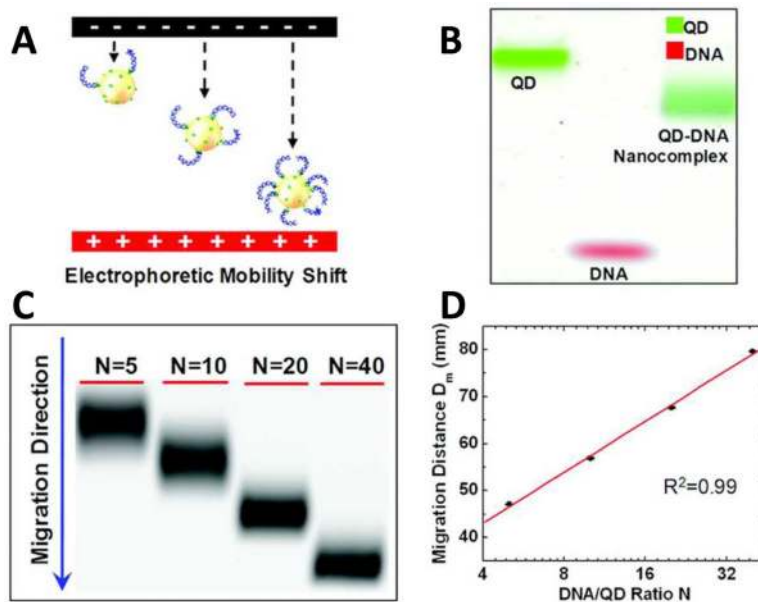 A
- - - - - - - - - -
+ + + + + + + +
Electrophoretic Mobility Shift
B
QD
DNA
QD
QD-DNA
Nanocomplex
DNA
C
Migration Direction
N=5 N=10 N=20 N=40
D
Migration Distance Dₘ (mm)
80
70
60
50
40
R²=0.99
4 8 16 32
DNA/QD Ratio N